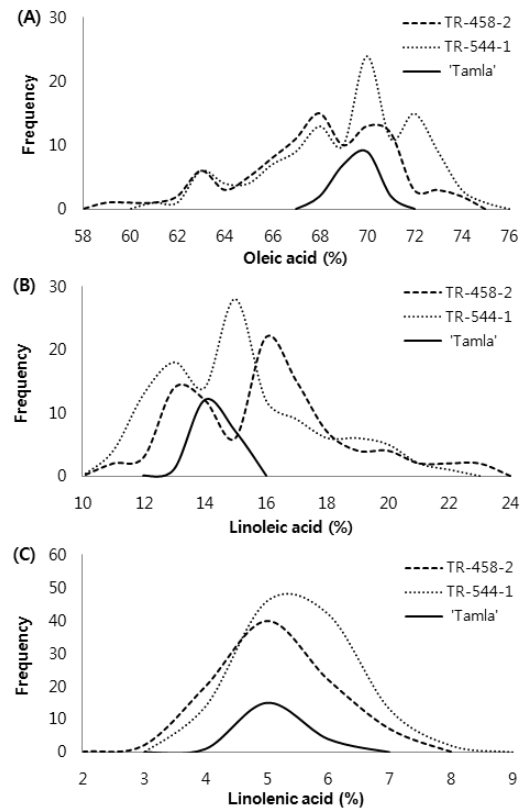 (A)
30
20
10
0
Frequency
TR-458-2
TR-544-1
'Tamla'
58 60 62 64 66 68 70 72 74 76
Oleic acid (%)
(B)
30
20
10
0
Frequency
TR-458-2
TR-544-1
'Tamla'
10 12 14 16 18 20 22 24
Linoleic acid (%)
(C)
60
50
40
30
20
10
0
Frequency
TR-458-2
TR-544-1
'Tamla'
2 3 4 5 6 7 8 9
Linolenic acid (%)